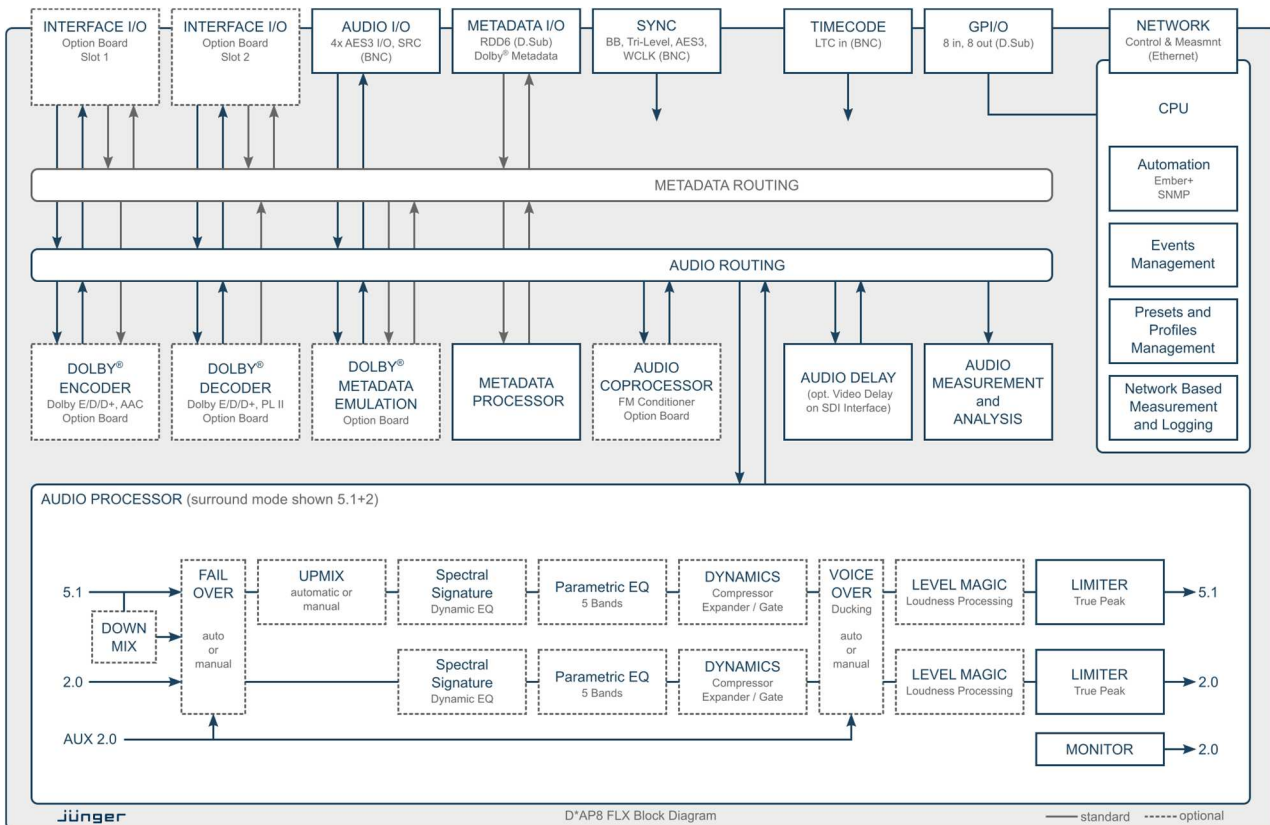 INTERFACE I/O
Option Board
Slot 1
INTERFACE I/O
Option Board
Slot 2
AUDIO I/O
4x AES3 I/O, SRC
(BNC)
METADATA I/O
RDD6 (D.Sub)
Dolby® Metadata
SYNC
BB, Tri-Level, AES3,
WCLK (BNC)
TIMECODE
LTC in (BNC)
GPI/O
8 in, 8 out (D.Sub)
NETWORK
Control & Measmnt
(Ethernet)
CPU
Automation
Ember+
SNMP
Events
Management
Presets and
Profiles
Management
Network Based
Measurement
and Logging
METADATA ROUTING
AUDIO ROUTING
DOLBY®
ENCODER
Dolby E/D/D+, AAC
Option Board
DOLBY®
DECODER
Dolby E/D/D+, PL II
Option Board
DOLBY®
METADATA
EMULATION
Option Board
METADATA
PROCESSOR
AUDIO
COPROCESSOR
FM Conditioner
Option Board
AUDIO DELAY
(opt. Video Delay
on SDI Interface)
AUDIO
MEASUREMENT
and
ANALYSIS
AUDIO PROCESSOR (surround mode shown 5.1+2)
5.1
DOWN
MIX
2.0
AUX 2.0
FAIL
OVER
auto
or
manual
UPMIX
automatic or
manual
Spectral
Signature
Dynamic EQ
Parametric EQ
5 Bands
DYNAMICS
Compressor
Expander / Gate
VOICE
OVER
Ducking
auto
or
manual
LEVEL MAGIC
Loudness Processing
LIMITER
True Peak
5.1
Spectral
Signature
Dynamic EQ
Parametric EQ
5 Bands
DYNAMICS
Compressor
Expander / Gate
LEVEL MAGIC
Loudness Processing
LIMITER
True Peak
2.0
MONITOR
2.0
jünger
D*AP8 FLX Block Diagram
standard
optional